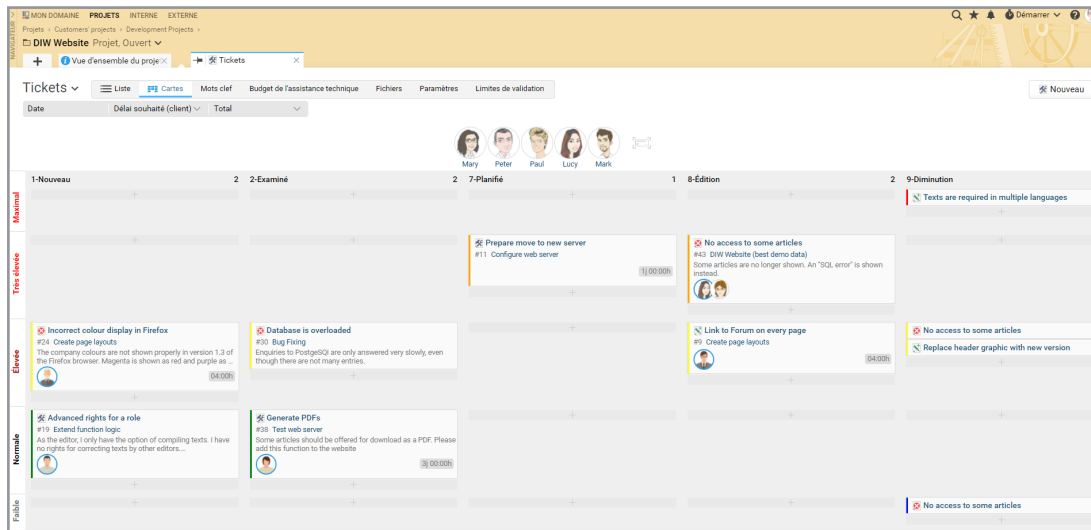 NAVIGATEUR
MON DOMAINE PROJETS INTERNE EXTERNE
Démarrer
Projets > Customers' projects > Development Projects >
DIW Website Projet, Ouvert
+ Vue d'ensemble du proje × Tickets ×
Tickets Liste Cartes Mots clef Budget de l'assistance technique Fichiers Paramètres Limites de validation Nouveau
Date Délai souhaité (client) Total
Mary Peter Paul Lucy Mark
1-Nouveau 2 2-Examiné 2 7-Planifié 1 8-Édition 2 9-Diminution
Maximal
Texts are required in multiple languages
Très élevée
Prepare move to new server
#11 Configure web server
1j 00:00h
No access to some articles
#43 DIW Website (best demo data)
Some articles are no longer shown. An "SQL error" is shown
instead.
Élevée
Incorrect colour display in Firefox
#24 Create page layouts
The company colours are not shown properly in version 1.3 of
the Firefox browser. Magenta is shown as red and purple as ...
04:00h
Database is overloaded
#30 Bug Fixing
Enquiries to PostgeSQl are only answered very slowly, even
though there are not many entries.
Link to Forum on every page
#9 Create page layouts
04:00h
No access to some articles
Replace header graphic with new version
Normale
Advanced rights for a role
#19 Extend function logic
As the editor, I only have the option of compiling texts. I have
no rights for correcting texts by other editors....
Generate PDFs
#38 Test web server
Some articles should be offered for download as a PDF. Please
add this function to the website
3j 00:00h
Faible
No access to some articles